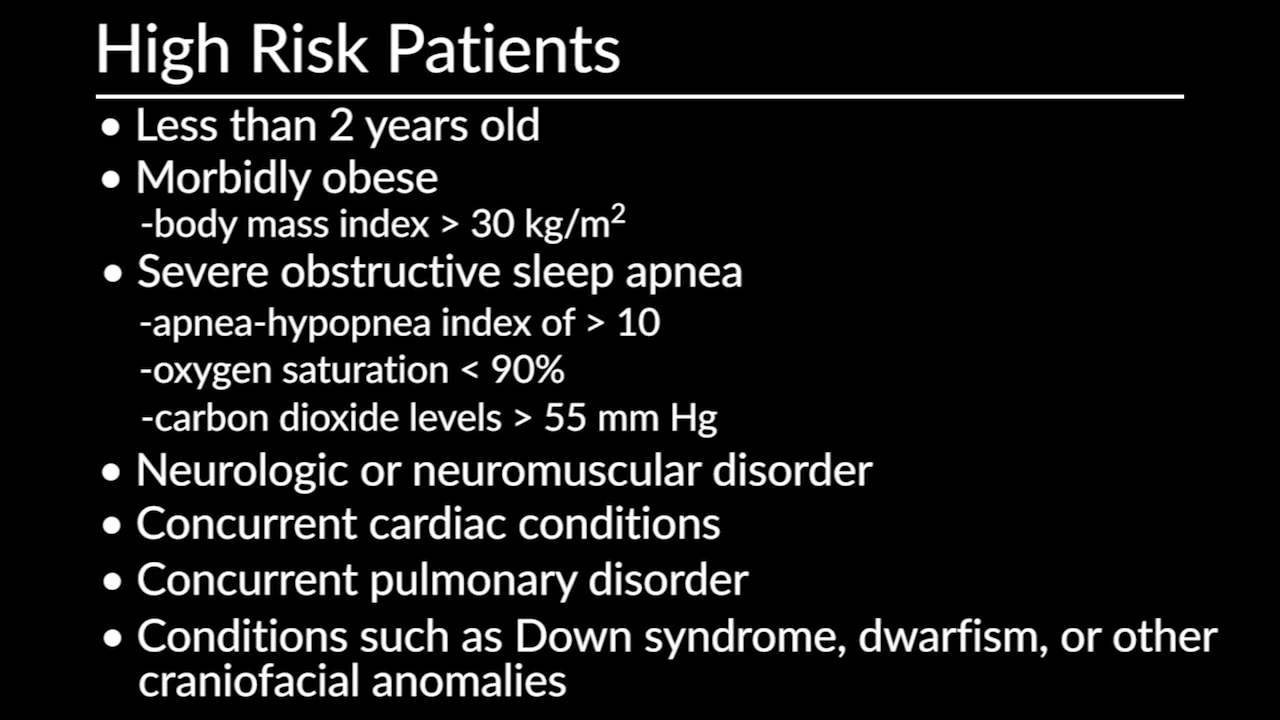 High Risk Patients
• Less than 2 years old
• Morbidly obese
-body mass index > 30 kg/m²
• Severe obstructive sleep apnea
-apnea-hypopnea index of > 10
-oxygen saturation < 90%
-carbon dioxide levels > 55 mm Hg
• Neurologic or neuromuscular disorder
• Concurrent cardiac conditions
• Concurrent pulmonary disorder
• Conditions such as Down syndrome, dwarfism, or other
craniofacial anomalies